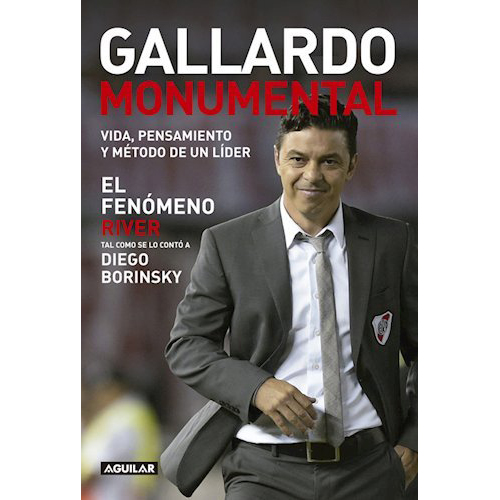 GALLARDO
MONUMENTAL
VIDA, PENSAMIENTO
Y MÉTODO DE UN LÍDER
EL
FENÓMENO
RIVER
TAL COMO SE LO CONTÓ A
DIEGO
BORINSKY
AGUILAR